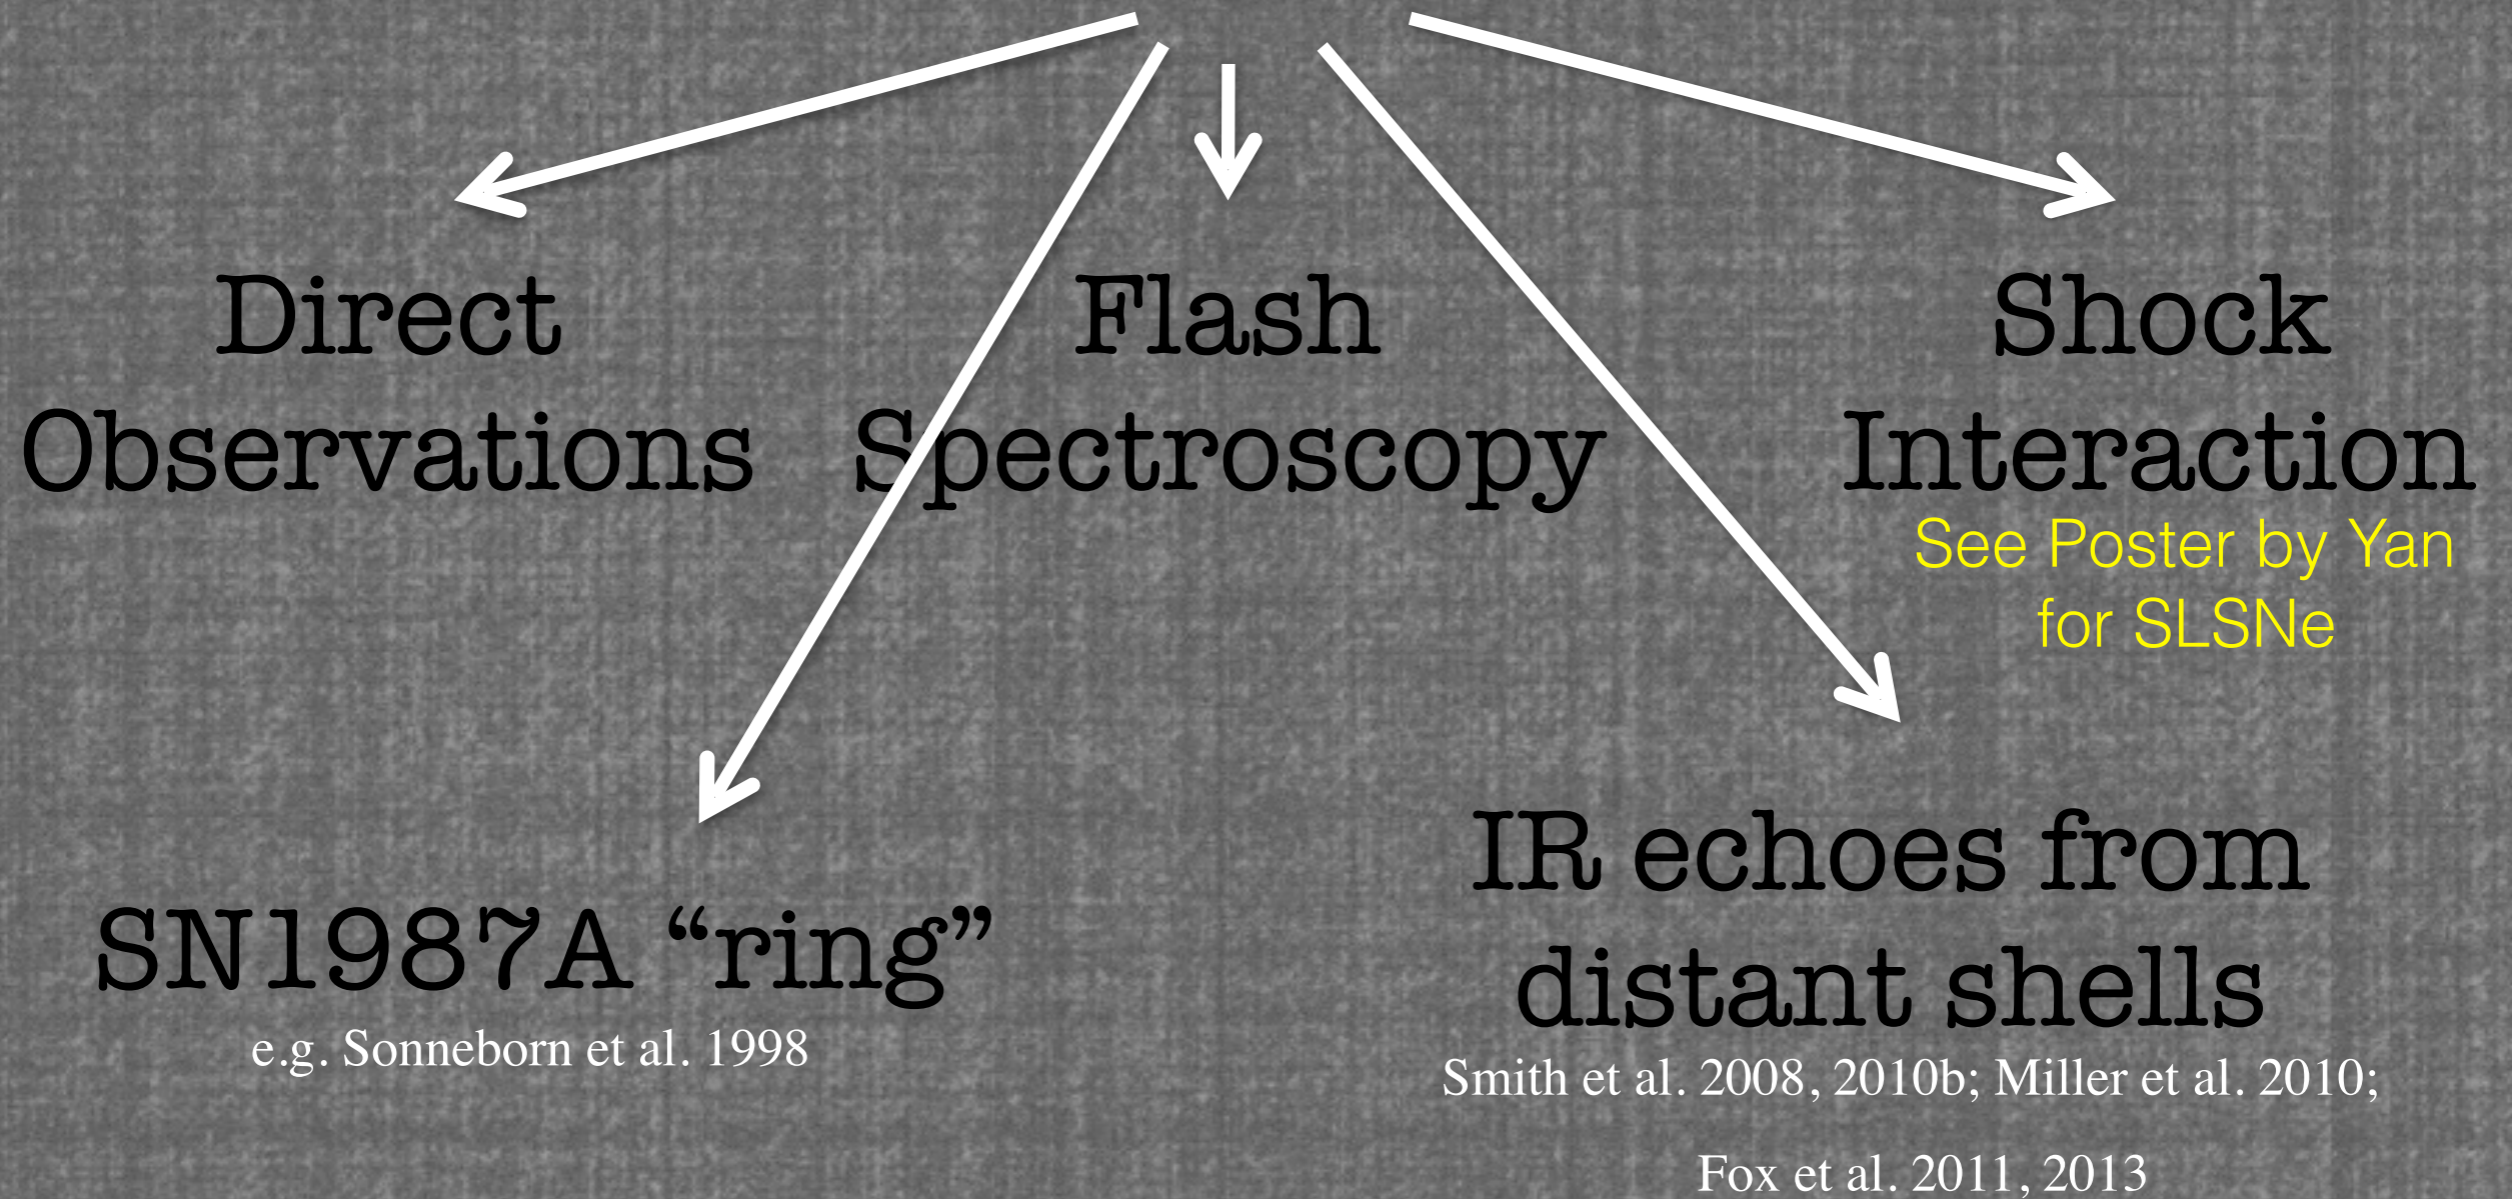 Direct
Observations
Flash
Spectroscopy
Shock
Interaction
See Poster by Yan
for SLSNe
SN1987A “ring”
e.g. Sonneborn et al. 1998
IR echoes from
distant shells
Smith et al. 2008, 2010b; Miller et al. 2010;
Fox et al. 2011, 2013